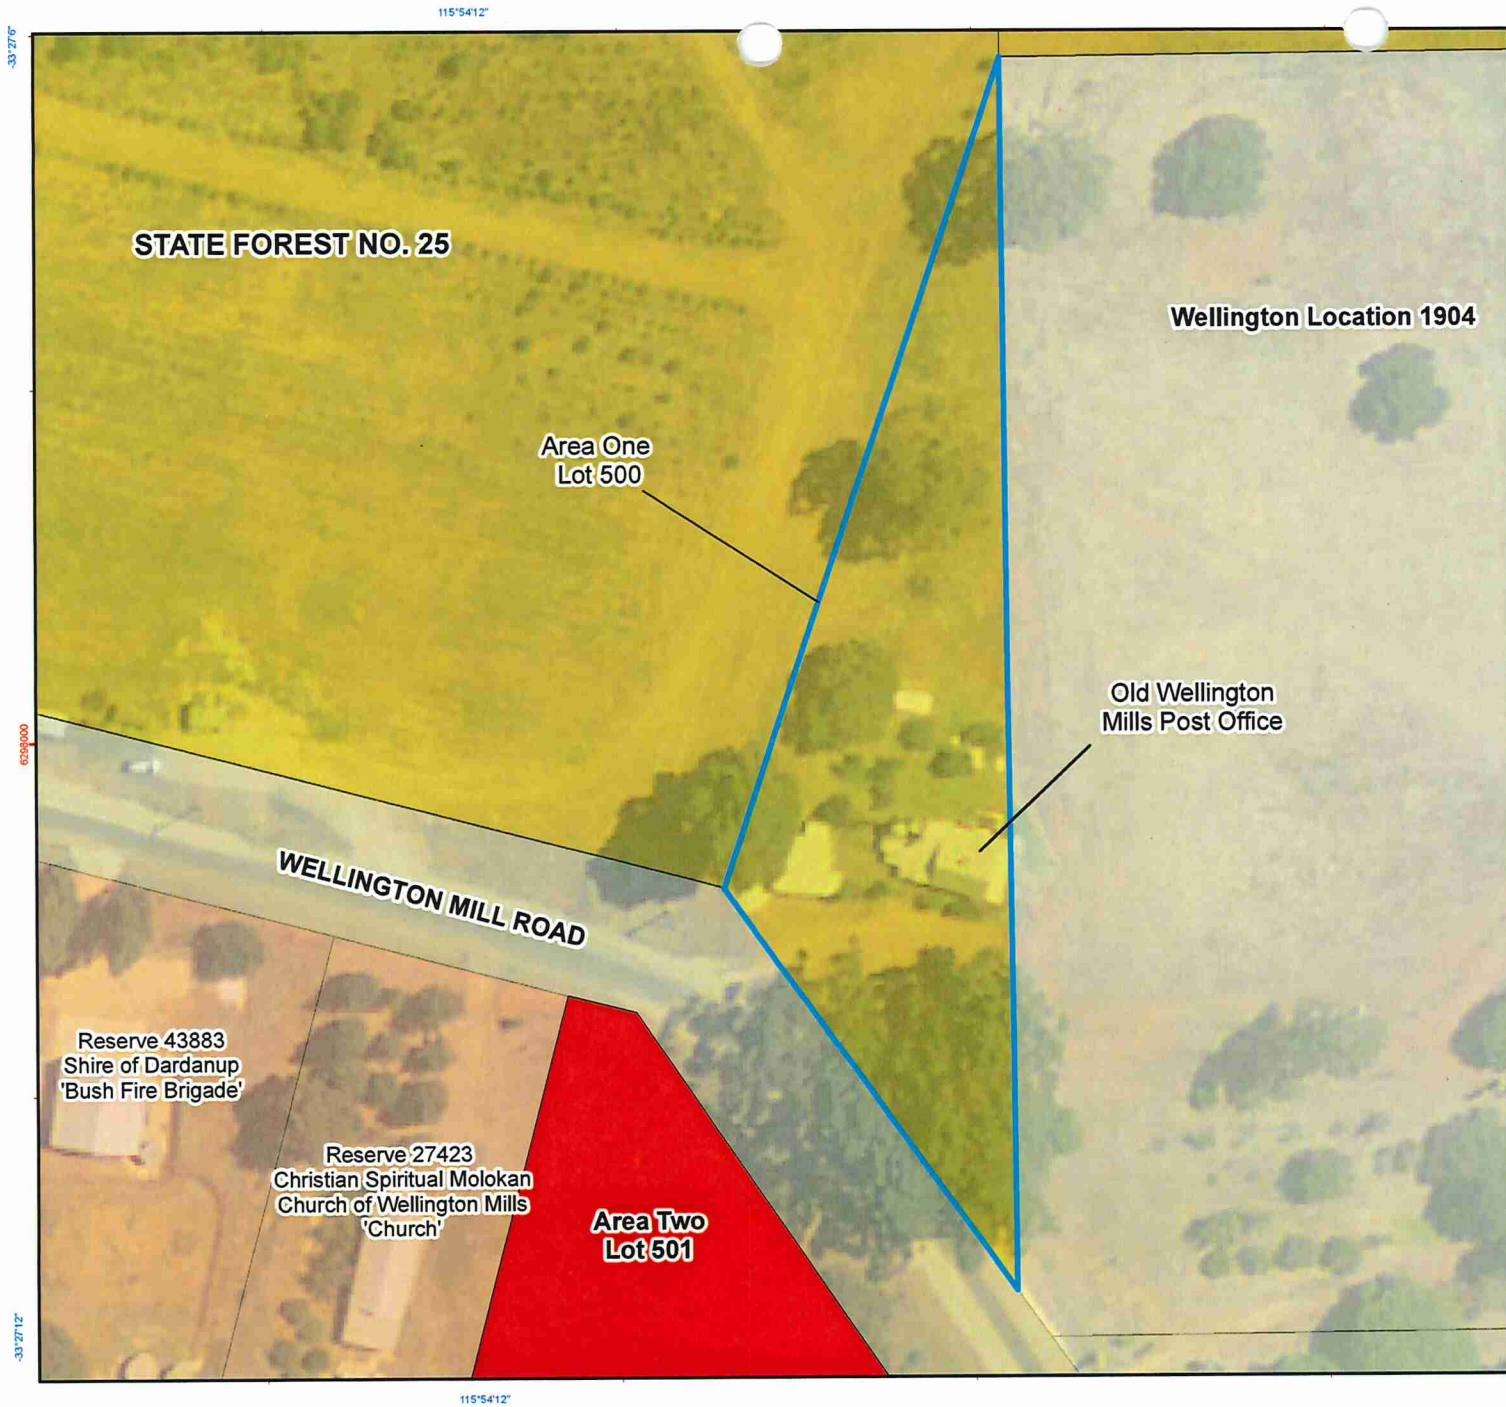 115°54'12"
-33°27'6"
STATE FOREST NO. 25
Wellington Location 1904
Area One
Lot 500
Old Wellington
Mills Post Office
6298000
WELLINGTON MILL ROAD
Reserve 43883
Shire of Dardanup
'Bush Fire Brigade'
Reserve 27423
Christian Spiritual Molokan
Church of Wellington Mills
'Church'
Area Two
Lot 501
-33°27'12"
115°54'12"